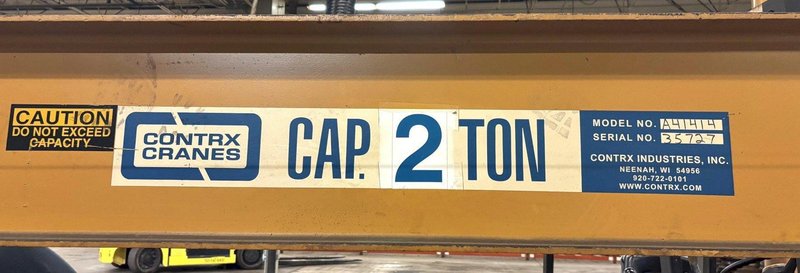 CAUTION
DO NOT EXCEED
CAPACITY
CONTRX
CRANES
CAP. 2 TON
MODEL NO. A41414
SERIAL NO. 35727
CONTRX INDUSTRIES, INC.
NEENAH, WI 54956
920-722-0101
WWW.CONTRX.COM